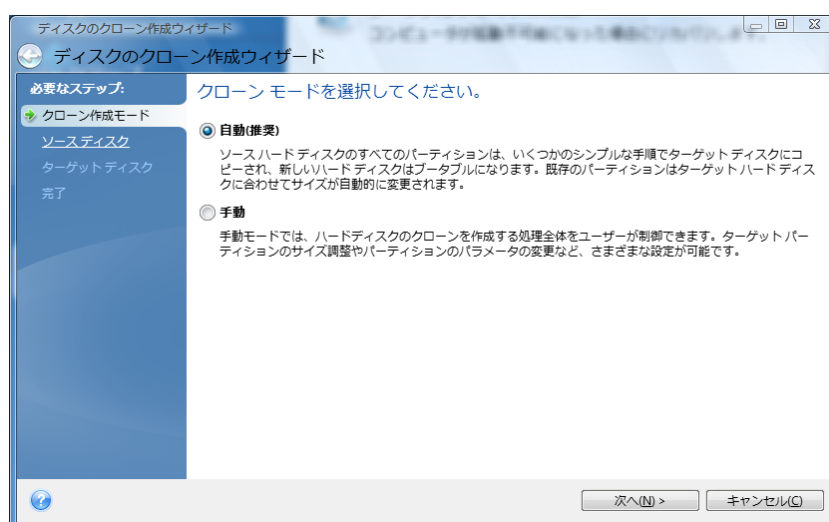 ディスクのクローン作成ウィザード
ディスクのクローン作成ウィザード
必要なステップ:
クローン作成モード
ソース ディスク
ターゲット ディスク
完了
クローン モードを選択してください。
自動(推奨)
ソース ハード ディスクのすべてのパーティションは、いくつかのシンプルな手順でターゲット ディスクにコ
ピーされ、新しいハード ディスクはブータブルになります。既存のパーティションはターゲット ハード ディス
クに合わせてサイズが自動的に変更されます。
手動
手動モードでは、ハードディスクのクローンを作成する処理全体をユーザーが制御できます。ターゲット パー
ティションのサイズ調整やパーティションのパラメータの変更など、さまざまな設定が可能です。
次へ(N) >
キャンセル(C)